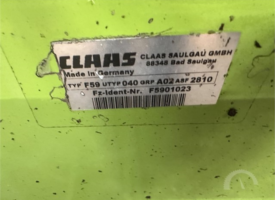 CLAAS
CLAAS SAULGAU GMBH
88348 Bad Saulgau
Made in Germany
TYP F59 UTYP 040 GRP A02 ABF 2810
Fz-Ident-Nr. F5901023